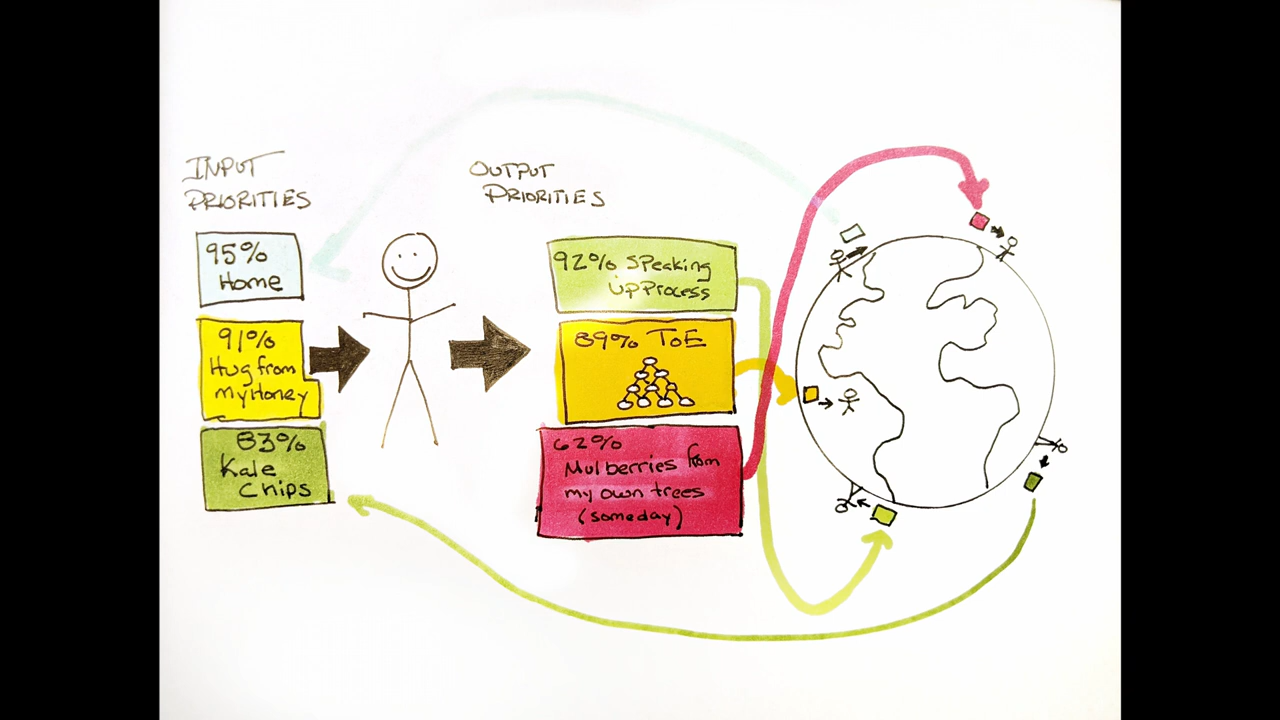 INPUT
PRIORITIES
95%
Home
91%
Hug from
my Honey
83%
Kale
Chips
OUTPUT
PRIORITIES
92% Speaking
Up Process
89% ToE
62%
Mulberries from
my own trees
(someday)